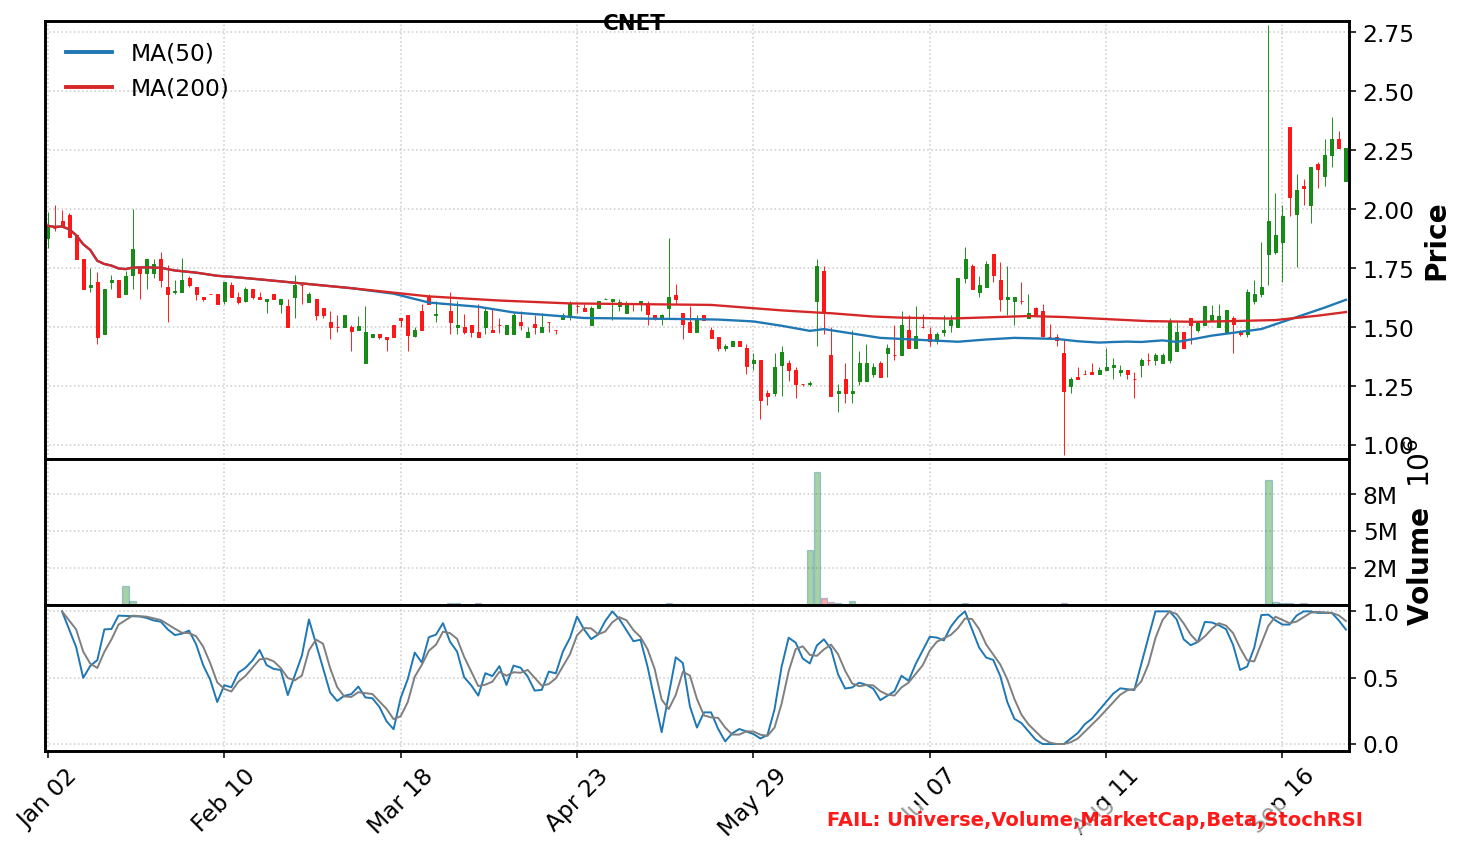 CNET
MA(50)
MA(200)
2.75
2.50
2.25
2.00
1.75
1.50
1.25
1.00
Price
10⁶
8M
5M
2M
Volume
1.0
0.5
0.0
Jan 02
Feb 10
Mar 18
Apr 23
May 29
Jul 07
Aug 11
Sep 16
FAIL: Universe,Volume,MarketCap,Beta,StochRSI